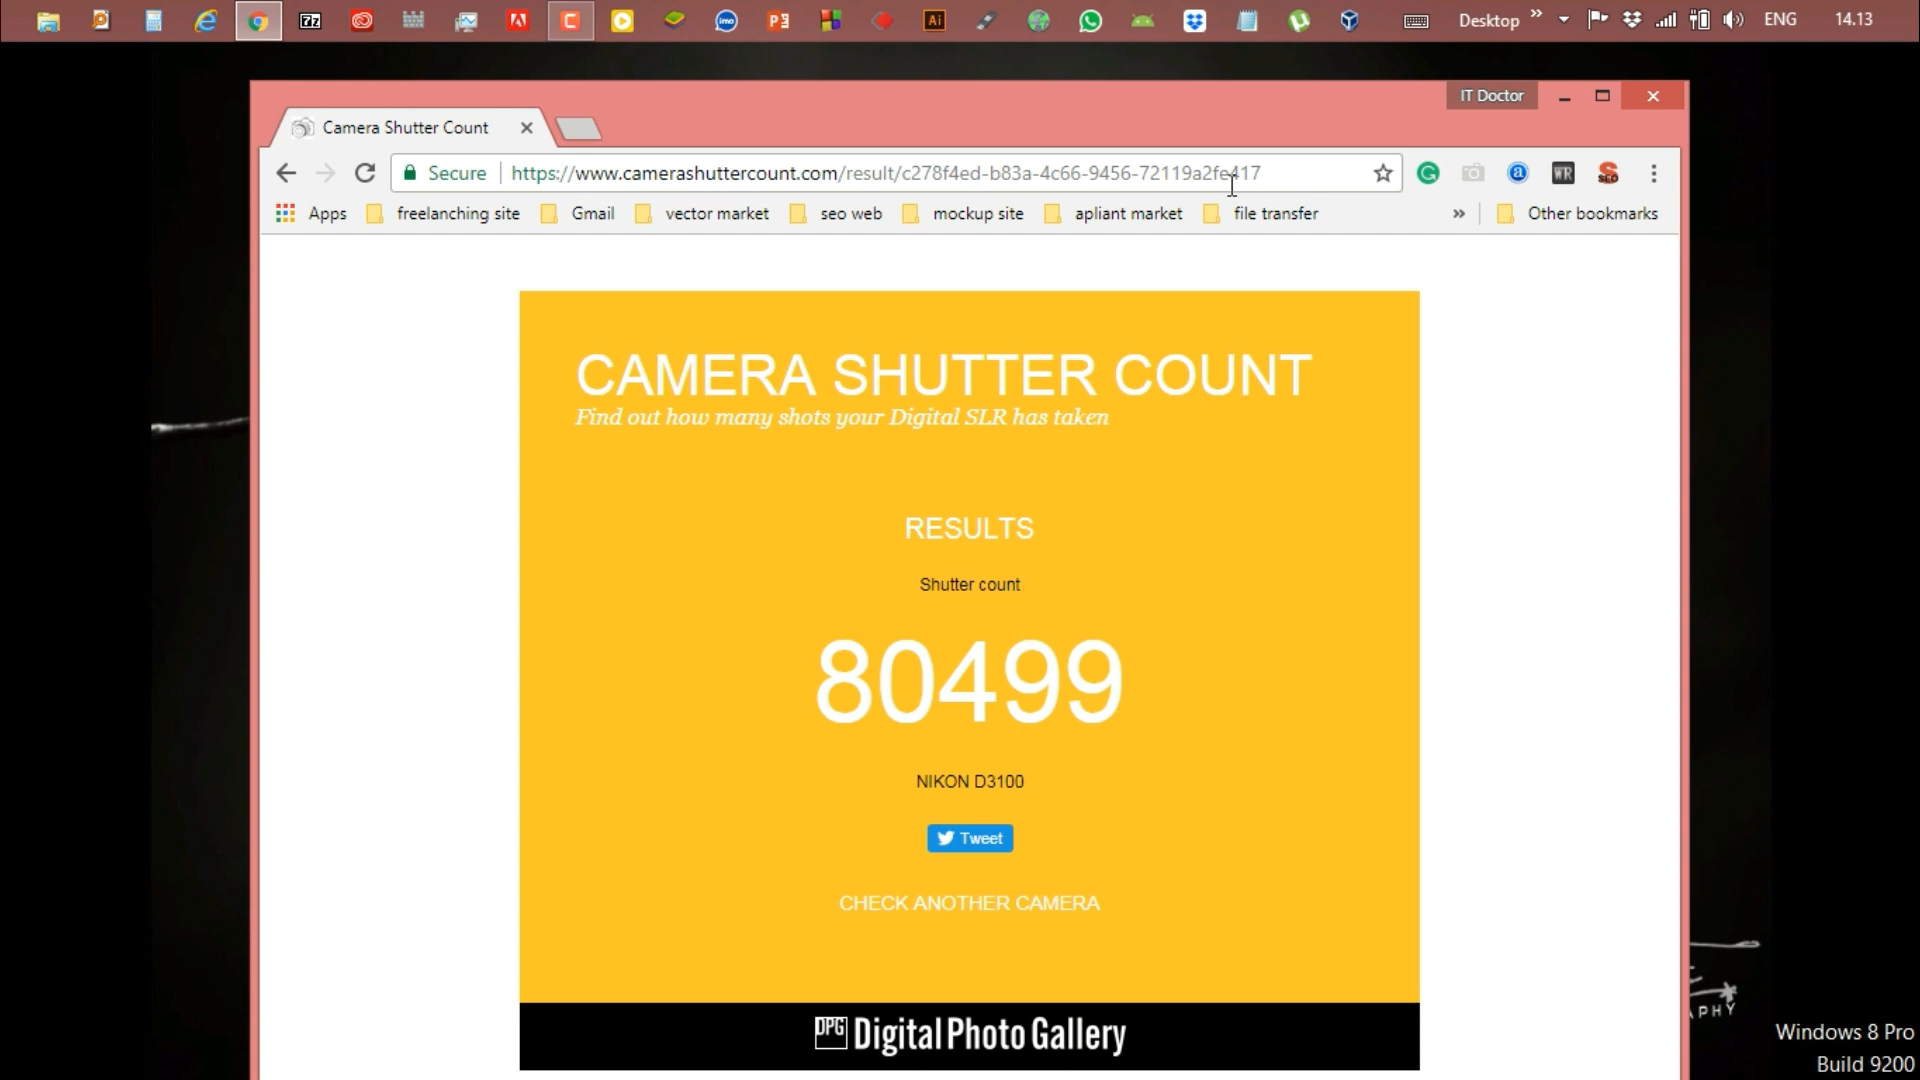 Desktop » ENG 14.13
IT Doctor
Camera Shutter Count
Secure https://www.camerashuttercount.com/result/c278f4ed-b83a-4c66-9456-72119a2fe417
Apps freelanching site Gmail vector market seo web mockup site apliant market file transfer » Other bookmarks
CAMERA SHUTTER COUNT
Find out how many shots your Digital SLR has taken
RESULTS
Shutter count
80499
NIKON D3100
Tweet
CHECK ANOTHER CAMERA
DPG Digital Photo Gallery
Windows 8 Pro
Build 9200